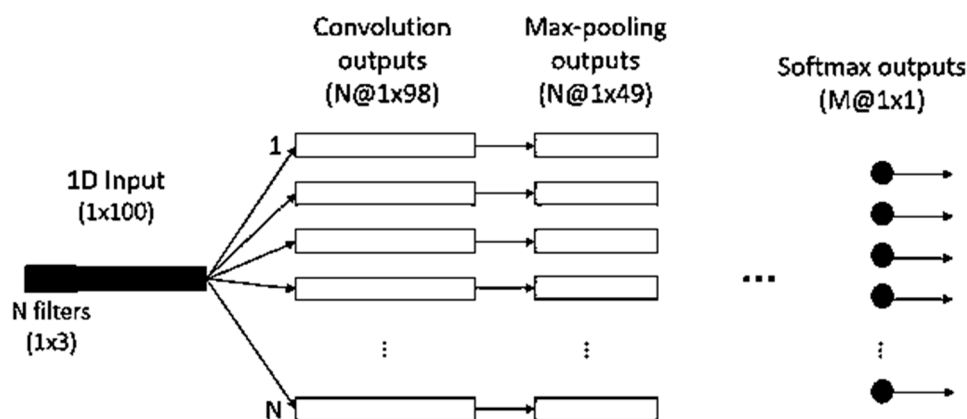 Convolution
outputs
(N@1x98)
Max-pooling
outputs
(N@1x49)
Softmax outputs
(M@1x1)
1
1D Input
(1x100)
N filters
(1x3)
...
⋮
⋮
⋮
N